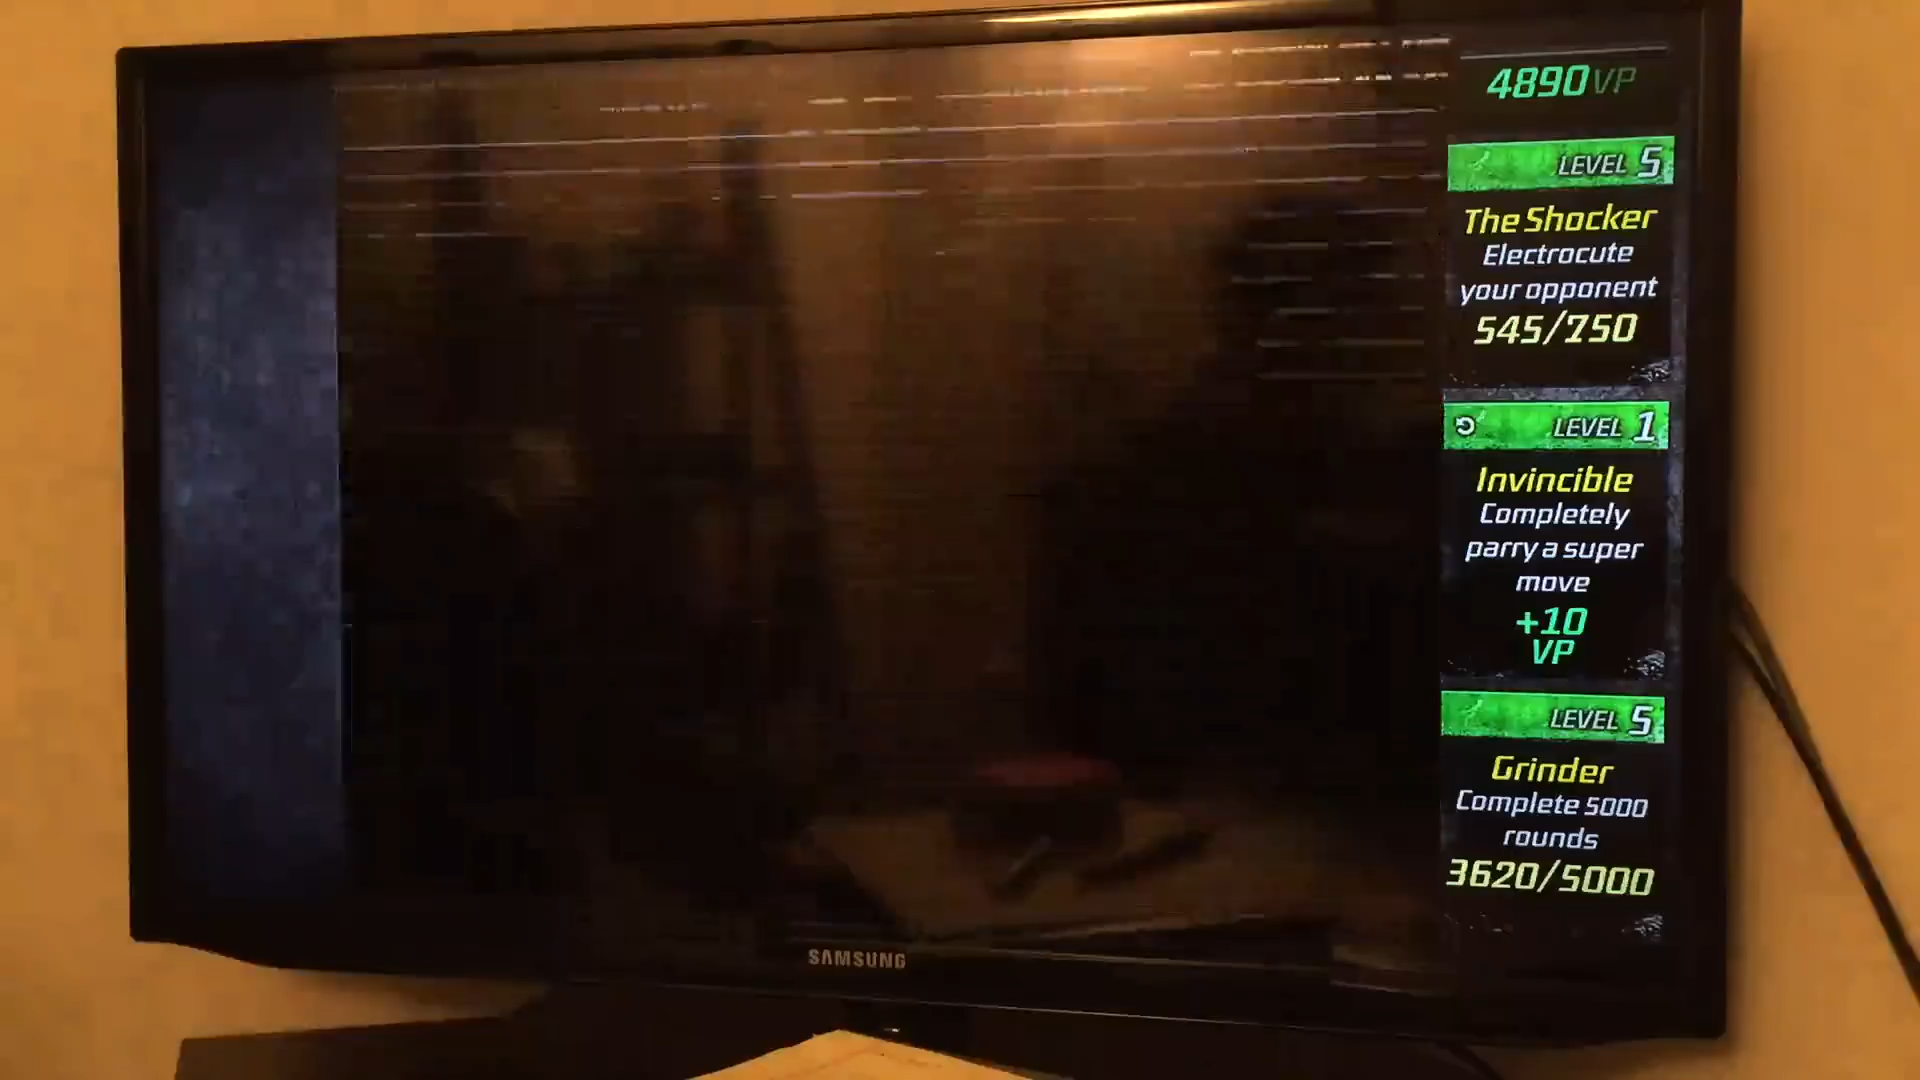 4890VP
LEVEL 5
The Shocker
Electrocute
your opponent
545/750
LEVEL 1
Invincible
Completely
parry a super
move
+10
VP
LEVEL 5
Grinder
Complete 5000
rounds
3620/5000
SAMSUNG